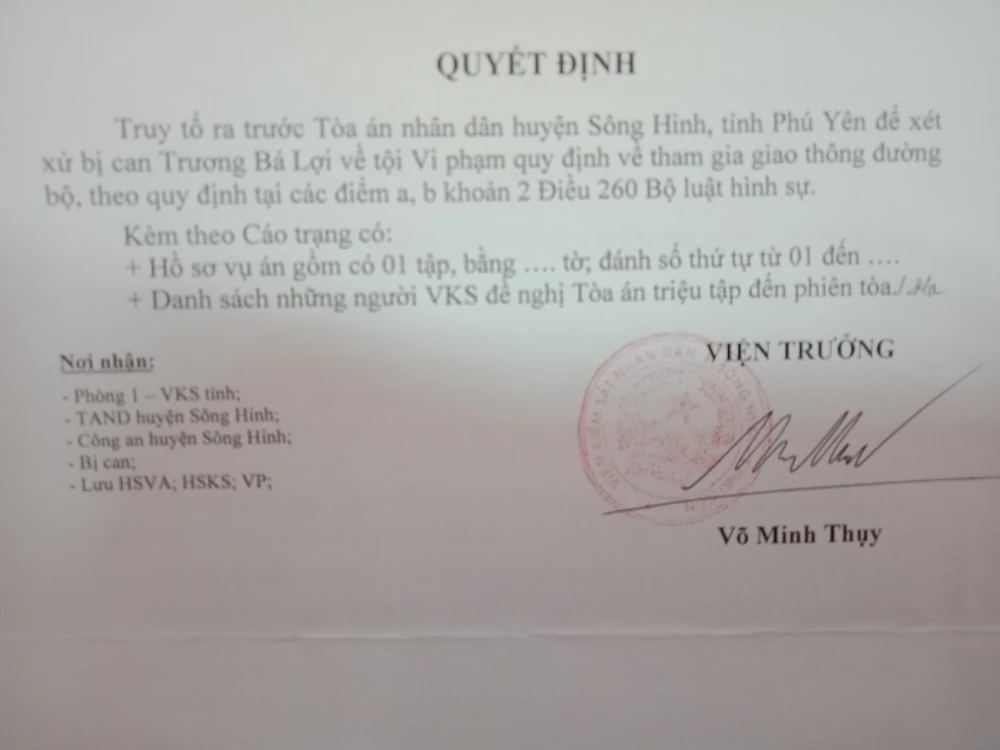 QUYẾT ĐỊNH
Truy tố ra trước Tòa án nhân dân huyện Sông Hinh, tỉnh Phú Yên để xét
xử bị can Trương Bá Lợi về tội Vi phạm quy định về tham gia giao thông đường
bộ, theo quy định tại các điểm a, b khoản 2 Điều 260 Bộ luật hình sự.
Kèm theo Cáo trạng có:
+ Hồ sơ vụ án gồm có 01 tập, bằng .... tờ; đánh số thứ tự từ 01 đến ....
+ Danh sách những người VKS đề nghị Tòa án triệu tập đến phiên tòa./.
Nơi nhận:
- Phòng 1 – VKS tỉnh;
- TAND huyện Sông Hinh;
- Công an huyện Sông Hinh;
- Bị can;
- Lưu HSVA; HSKS; VP;
VIỆN TRƯỞNG
VIỆN KIỂM SÁT NHÂN DÂN
Võ Minh Thụy